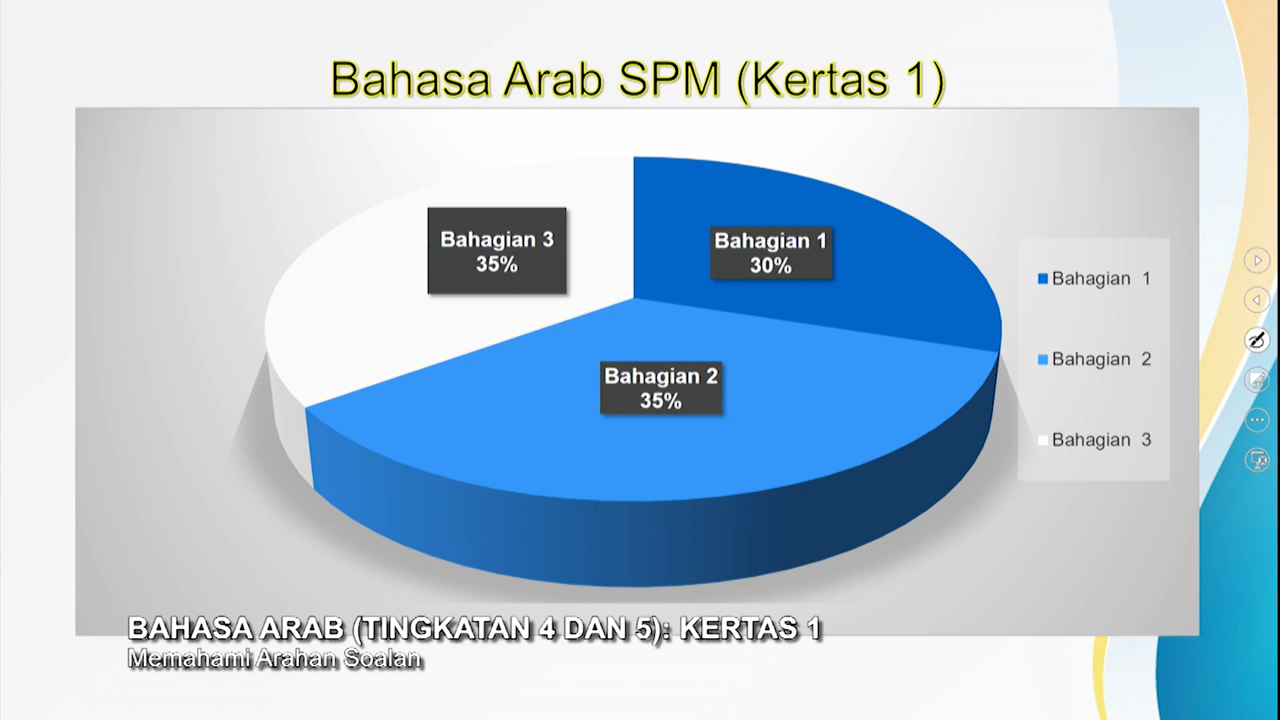 Bahasa Arab SPM (Kertas 1)
Bahagian 3
35%
Bahagian 1
30%
Bahagian 2
35%
Bahagian 1
Bahagian 2
Bahagian 3
BAHASA ARAB (TINGKATAN 4 DAN 5): KERTAS 1
Memahami Arahan Soalan